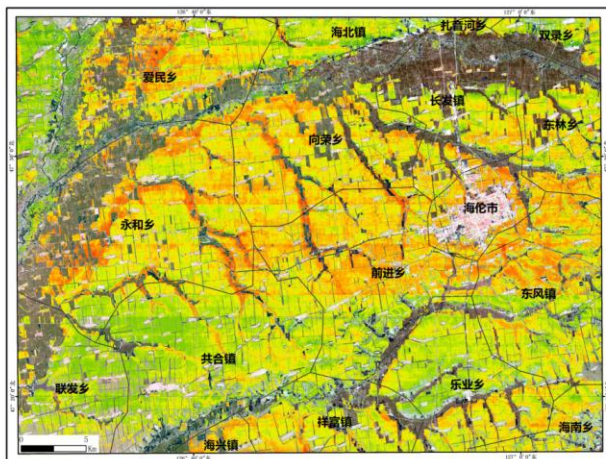 海北镇
扎音河乡
双录乡
爱民乡
长发镇
东林乡
向荣乡
海伦市
永和乡
前进乡
东风镇
共合镇
联发乡
乐业乡
祥富镇
海兴镇
海南乡
0 5
Km